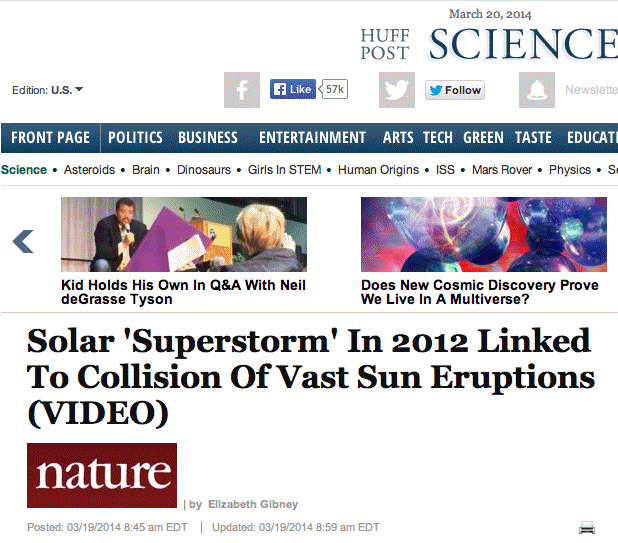 March 20, 2014
HUFF
POST
SCIENCE
Edition: U.S.
f
f Like
57k
Follow
Newslette
FRONT PAGE POLITICS BUSINESS ENTERTAINMENT ARTS TECH GREEN TASTE EDUCATI
Science • Asteroids • Brain • Dinosaurs • Girls In STEM • Human Origins • ISS • Mars Rover • Physics • S
Kid Holds His Own In Q&A With Neil
deGrasse Tyson
Does New Cosmic Discovery Prove
We Live In A Multiverse?
Solar 'Superstorm' In 2012 Linked
To Collision Of Vast Sun Eruptions
(VIDEO)
nature
| by Elizabeth Gibney
Posted: 03/19/2014 8:45 am EDT | Updated: 03/19/2014 8:59 am EDT